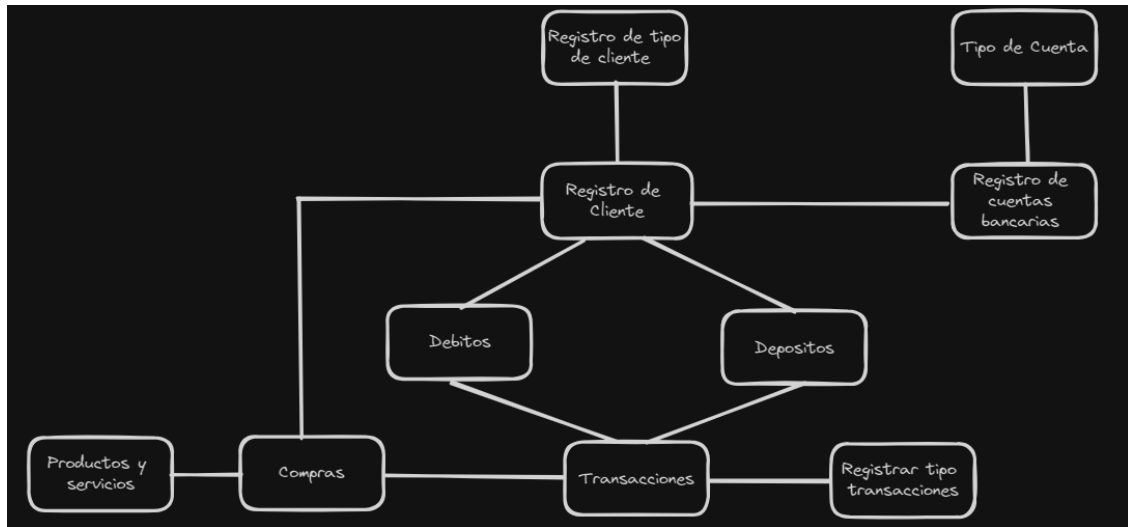 Registro de tipo
de cliente
Tipo de Cuenta
Registro de
Cliente
Registro de
cuentas
bancarias
Debitos
Depositos
Productos y
servicios
Compras
Transacciones
Registrar tipo
transacciones